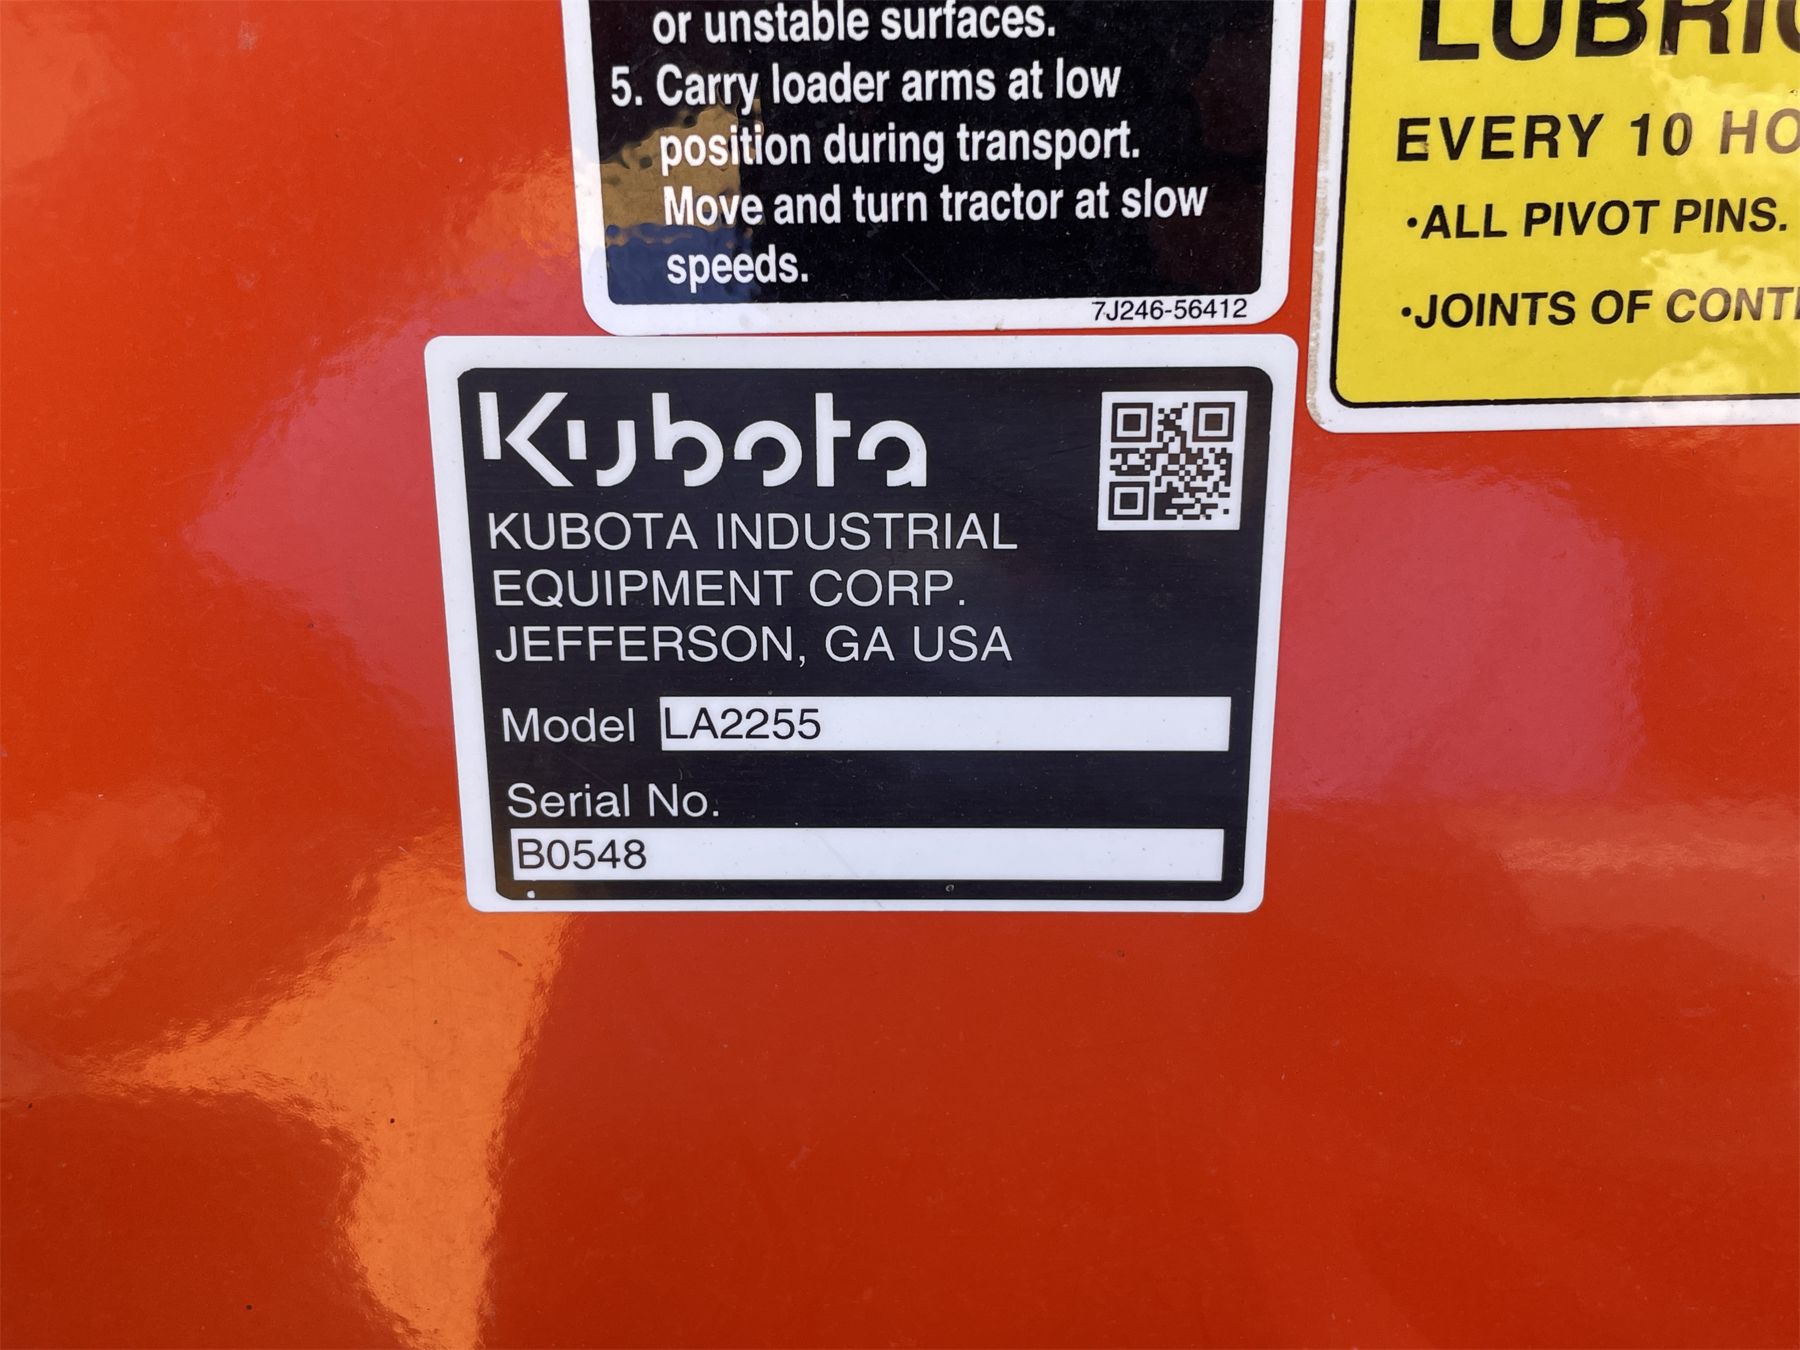 or unstable surfaces.
5. Carry loader arms at low
position during transport.
Move and turn tractor at slow
speeds.
7J246-56412
EVERY 10
•ALL PIVOT PINS.
•JOINTS OF
Kubota
KUBOTA INDUSTRIAL
EQUIPMENT CORP.
JEFFERSON, GA USA
Model LA2255
Serial No.
B0548